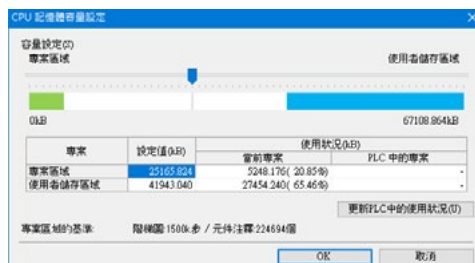 CPU 記憶體容量設定
容量設定(Z)
專案區域 使用者儲存區域
0kB 67108.864kB
專案 設定值(kB) 使用狀況(kB)
當前專案 PLC 中的專案
專案區域 25165.824 5248.176( 20.85%) -
使用者儲存區域 41943.040 27454.240( 65.46%) -
更新PLC中的使用狀況(U)
專案區域的基準: 階梯圖:1500k步 / 元件注釋:224694個
OK 取消